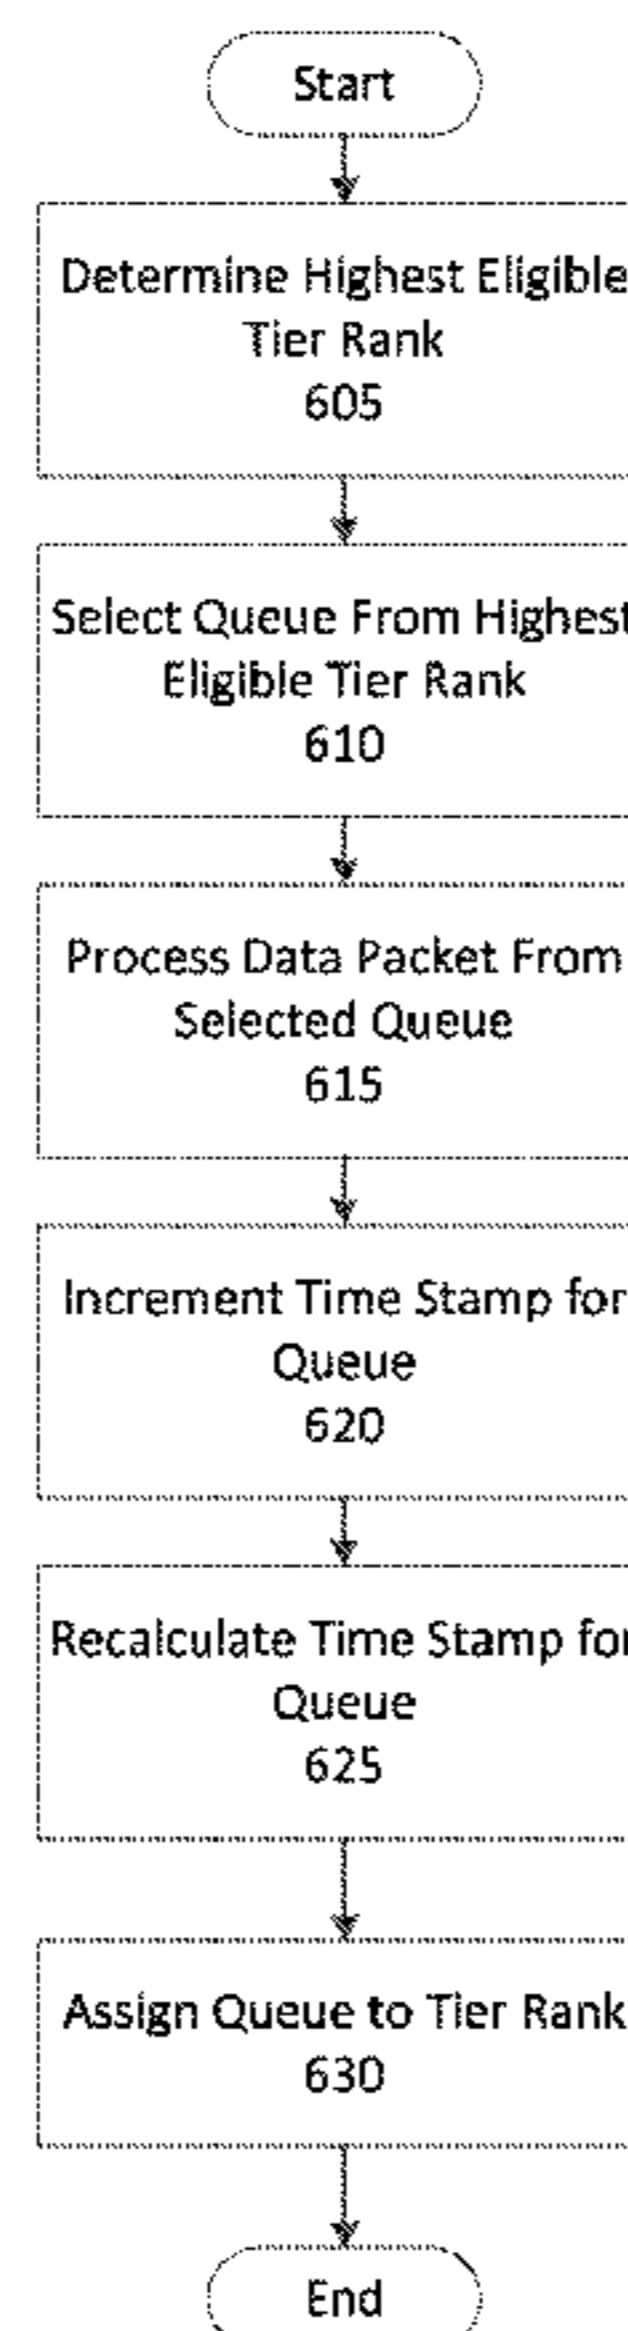 Start
Determine Highest Eligible
Tier Rank
605
Select Queue From Highest
Eligible Tier Rank
610
Process Data Packet From
Selected Queue
615
Increment Time Stamp for
Queue
620
Recalculate Time Stamp for
Queue
625
Assign Queue to Tier Rank
630
End